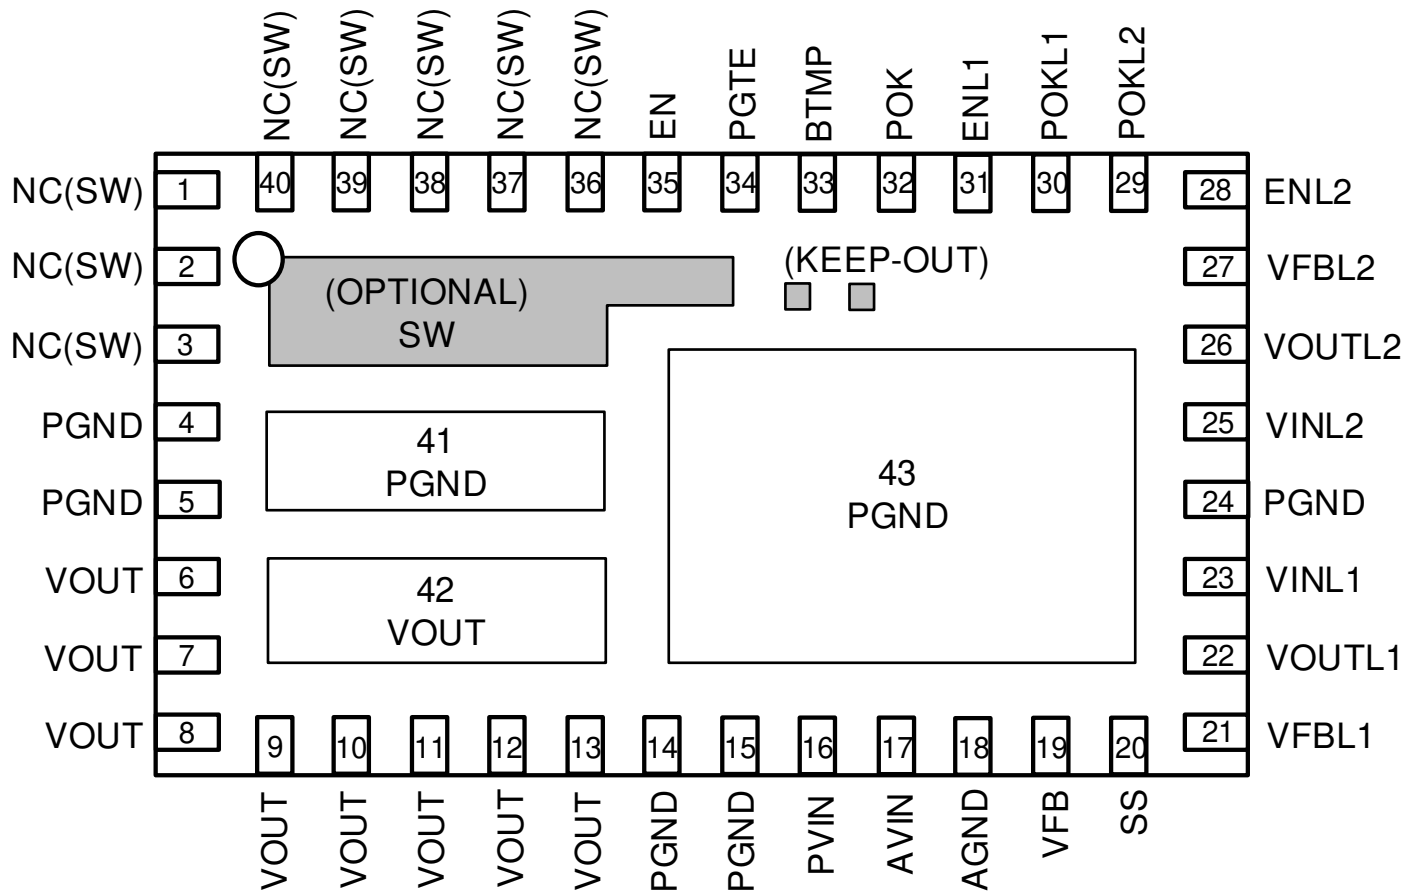 NC(SW)
NC(SW)
NC(SW)
NC(SW)
NC(SW)
EN
PGTE
BTMP
POK
ENL1
POKL1
POKL2
40
39
38
37
36
35
34
33
32
31
30
29
NC(SW) 1
28 ENL2
NC(SW) 2
(KEEP-OUT)
27 VFBL2
(OPTIONAL)
SW
NC(SW) 3
26 VOUTL2
PGND 4
41
PGND
25 VINL2
43
PGND
PGND 5
24 PGND
VOUT 6
42
VOUT
23 VINL1
VOUT 7
22 VOUTL1
VOUT 8
21 VFBL1
9
10
11
12
13
14
15
16
17
18
19
20
VOUT
VOUT
VOUT
VOUT
VOUT
PGND
PGND
PVIN
AVIN
AGND
VFB
SS